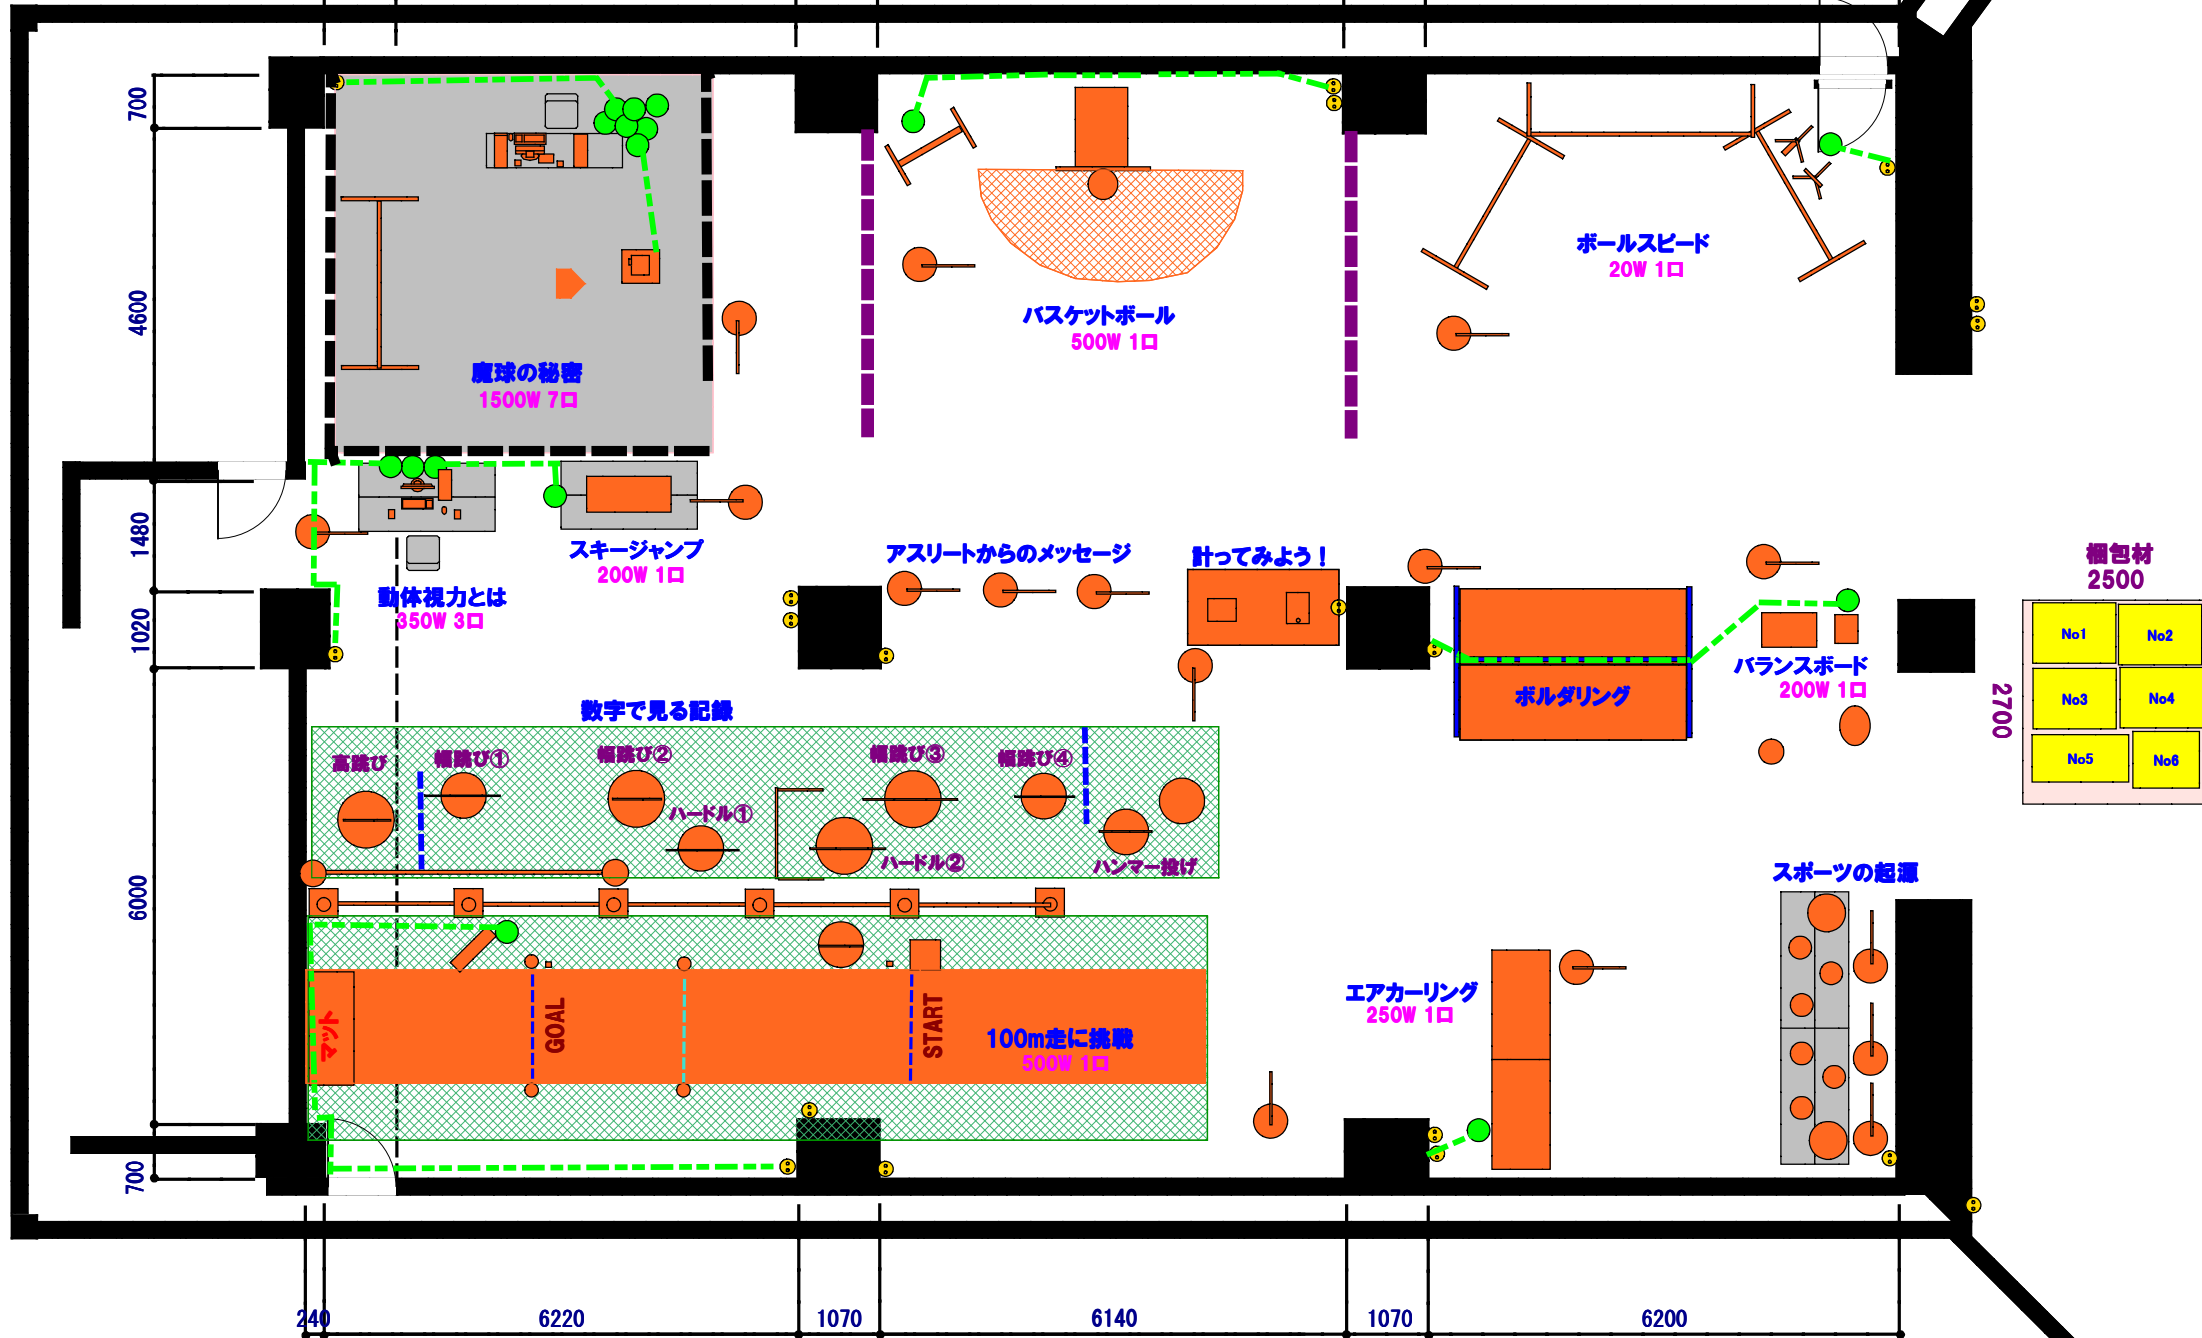 700
4600
1480
1020
6000
700
魔球の秘密
1500W 7口
バスケットボール
500W 1口
ボールスピード
20W 1口
動体視力とは
350W 3口
スキージャンプ
200W 1口
アスリートからのメッセージ
計ってみよう!
ボルダリング
バランスボード
200W 1口
梱包材
2500
2700
No1
No2
No3
No4
No5
No6
数字で見る記録
高跳び
幅跳び①
幅跳び②
ハードル①
幅跳び③
ハードル②
幅跳び④
ハンマー投げ
スポーツの起源
エアカーリング
250W 1口
マット
GOAL
START
100m走に挑戦
500W 1口
240
6220
1070
6140
1070
6200